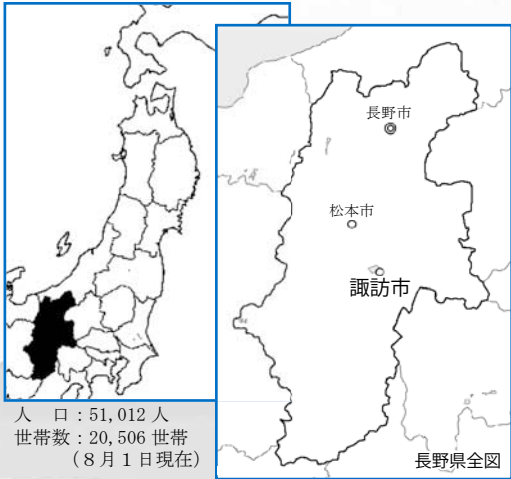 長野市
松本市
諏訪市
人　口：51,012 人
世帯数：20,506 世帯
（８月１日現在）
長野県全図